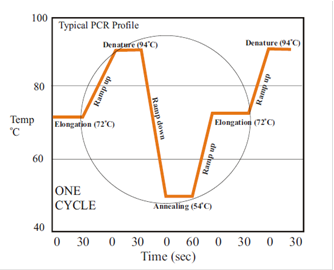 100
Typical PCR Profile
Denature (94°C)
Denature (94°C)
80
Ramp up
Ramp down
Ramp up
Ramp up
Temp
°C
Elongation (72°C)
Elongation (72°C)
60
ONE
CYCLE
Annealing (54°C)
40
0 30 0 30 0 60 0 30 0 30
Time (sec)